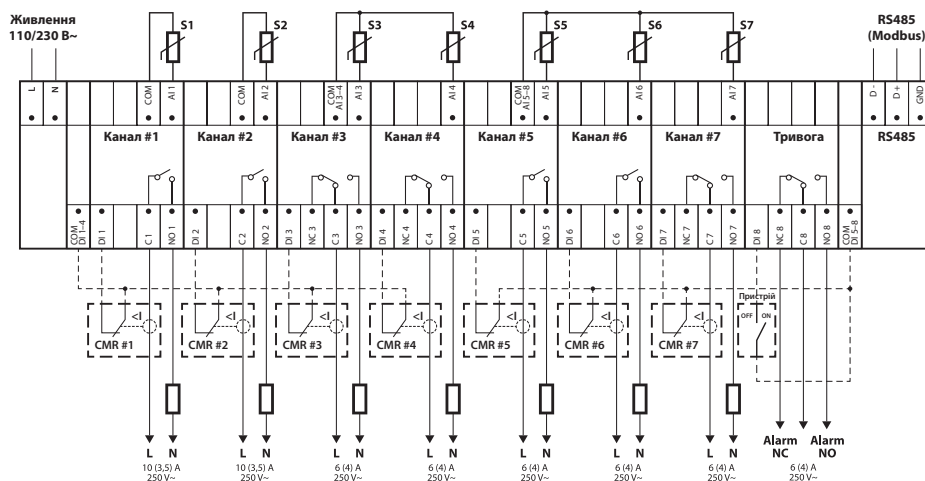 Живлення
110/230 В~
S1
S2
S3
S4
S5
S6
S7
RS485
(Modbus)
L
N
COM
AI 1
COM
AI 2
COM
AI 3–4
AI 3
AI 4
COM
AI 5–8
AI 5
AI 6
AI 7
D -
D +
GND
Канал #1
Канал #2
Канал #3
Канал #4
Канал #5
Канал #6
Канал #7
Тривога
RS485
COM
DI 1–4
DI 1
C 1
NO 1
DI 2
C 2
NO 2
DI 3
NC 3
C 3
NO 3
DI 4
NC 4
C 4
NO 4
DI 5
C 5
NO 5
DI 6
C 6
NO 6
DI 7
NC 7
C 7
NO 7
DI 8
NC 8
C 8
NO 8
COM
DI 5–8
Пристрій
OFF ON
<I
<I
<I
<I
<I
<I
<I
CMR #1
CMR #2
CMR #3
CMR #4
CMR #5
CMR #6
CMR #7
L N
L N
L N
L N
L N
L N
L N
Alarm
NC
Alarm
NO
10 (3,5) A
250 V~
10 (3,5) A
250 V~
6 (4) A
250 V~
6 (4) A
250 V~
6 (4) A
250 V~
6 (4) A
250 V~
6 (4) A
250 V~
6 (4) A
250 V~